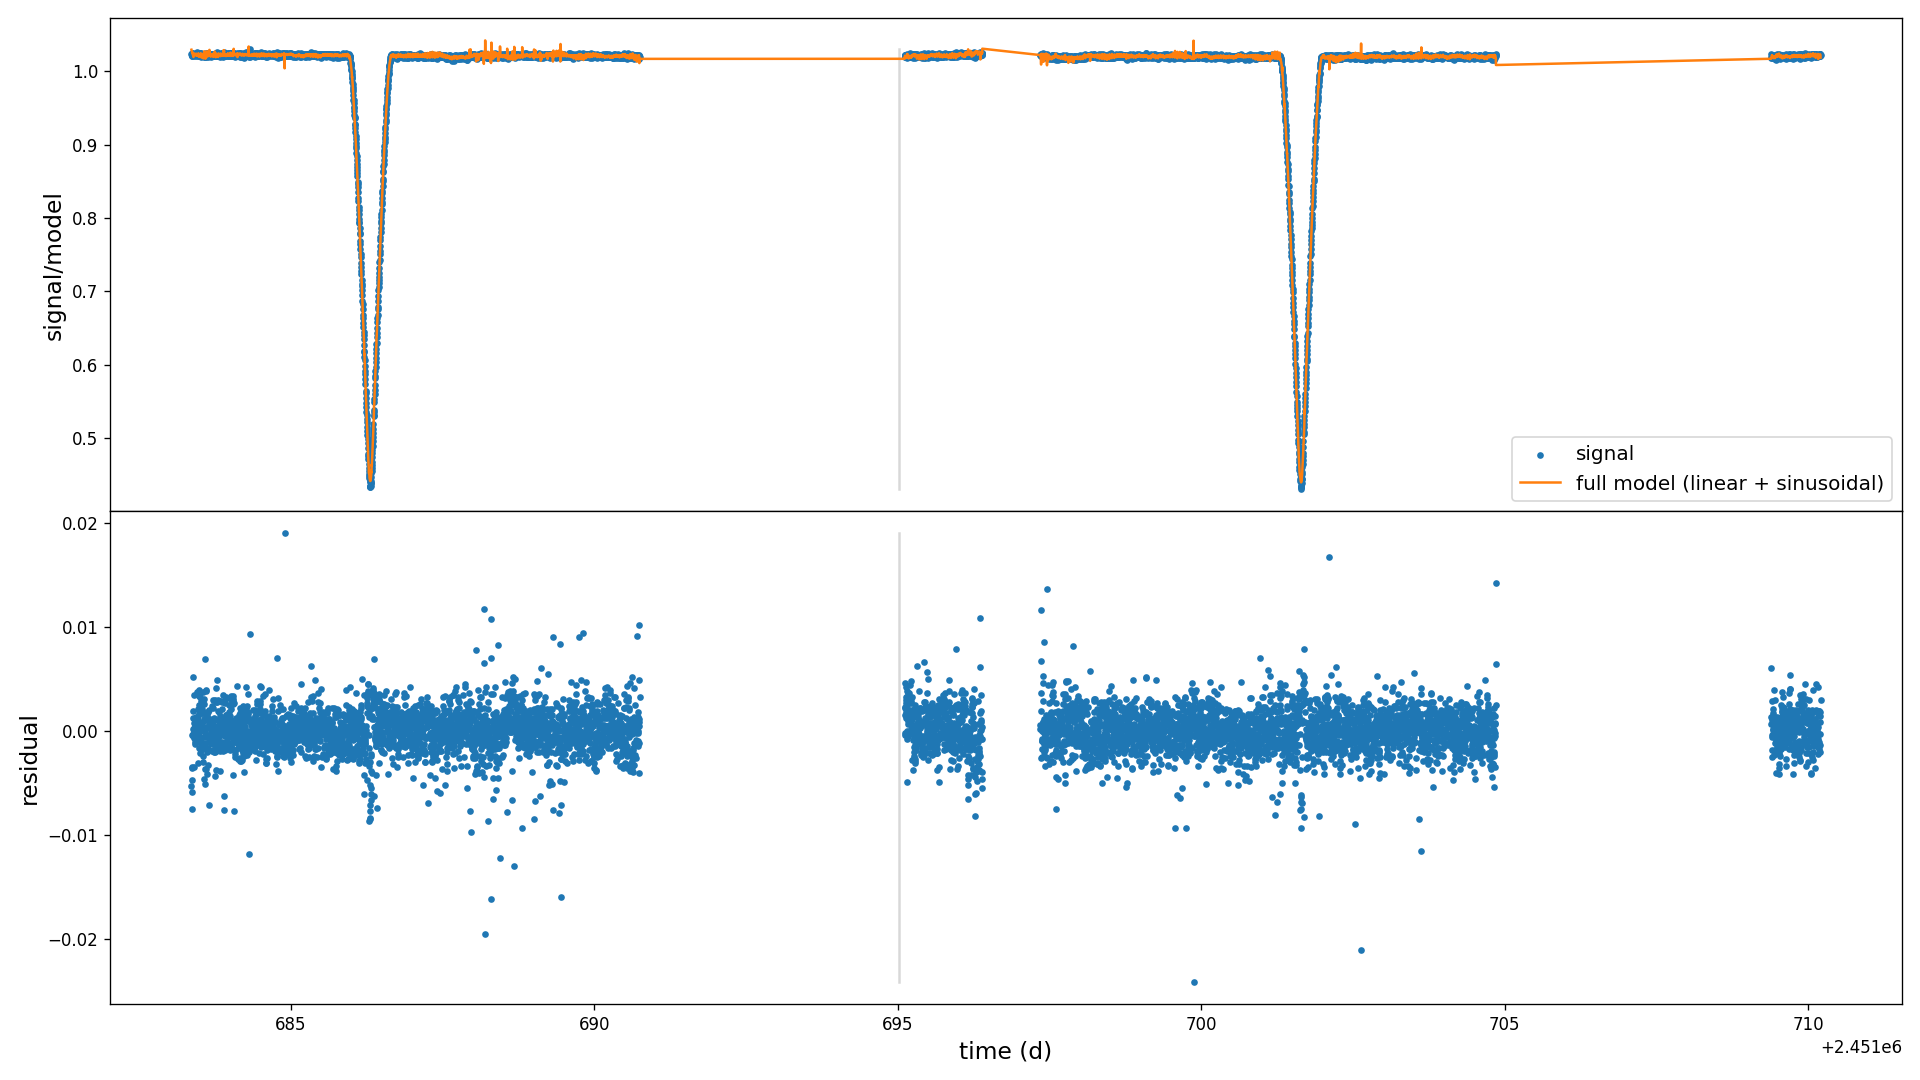 1.0
0.9
0.8
0.7
0.6
0.5
signal/model
signal
full model (linear + sinusoidal)
0.02
0.01
0.00
−0.01
−0.02
residual
685
690
695
700
705
710
time (d)
+2.451e6